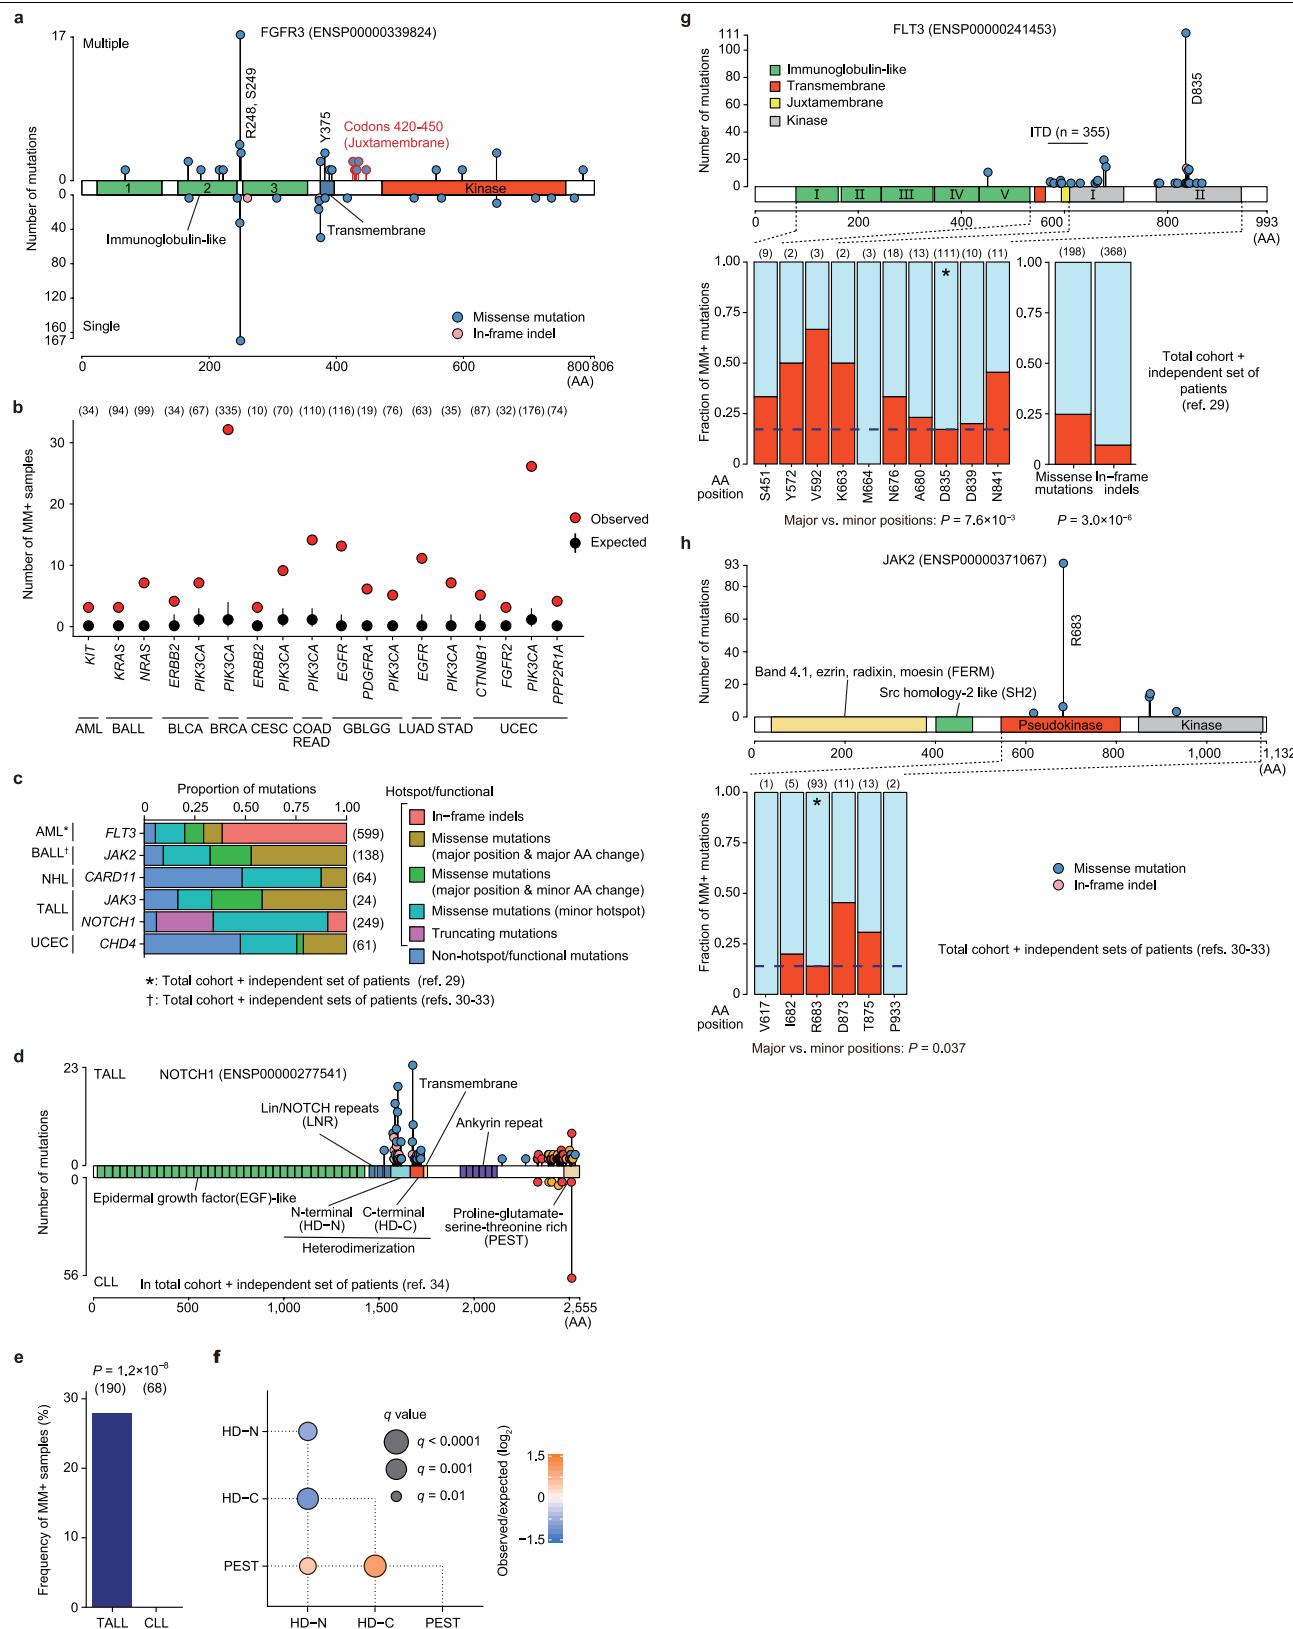 a
FGFR3 (ENSP00000339824)
Multiple
Number of mutations
17
0
0
40
80
120
160
167
R248, S249
Y375
Codons 420-450
(Juxtamembrane)
1
2
3
Kinase
Immunoglobulin-like
Transmembrane
Single
Missense mutation
In-frame indel
0
200
400
600
800 806
(AA)
b
(34) (94) (99) (34) (67) (335) (10) (70) (110) (116) (19) (76) (63) (35) (87) (32) (176) (74)
Number of MM+ samples
30
20
10
0
Observed
Expected
KIT
KRAS
NRAS
ERBB2
PIK3CA
PIK3CA
ERBB2
PIK3CA
PIK3CA
EGFR
PDGFRA
PIK3CA
EGFR
PIK3CA
CTNNB1
FGFR2
PIK3CA
PPP2R1A
AML BALL BLCA BRCA CESC COAD GBLGG LUAD STAD UCEC
READ
c
Proportion of mutations
0 0.25 0.50 0.75 1.00
AML* FLT3 (599)
BALL† JAK2 (138)
NHL CARD11 (64)
TALL JAK3 (24)
NOTCH1 (249)
UCEC CHD4 (61)
Hotspot/functional
In−frame indels
Missense mutations
(major position & major AA change)
Missense mutations
(major position & minor AA change)
Missense mutations (minor hotspot)
Truncating mutations
Non-hotspot/functional mutations
*: Total cohort + independent set of patients (ref. 29)
†: Total cohort + independent sets of patients (refs. 30-33)
d
TALL NOTCH1 (ENSP00000277541)
Number of mutations
23
0
0
56
Lin/NOTCH repeats
(LNR)
Transmembrane
Ankyrin repeat
Epidermal growth factor(EGF)-like
N-terminal
(HD−N)
C-terminal
(HD-C)
Heterodimerization
Proline-glutamate-
serine-threonine rich
(PEST)
CLL In total cohort + independent set of patients (ref. 34)
0 500 1,000 1,500 2,000 2,555
(AA)
e
P = 1.2×10⁻⁸
(190) (68)
Frequency of MM+ samples (%)
30
20
10
0
TALL CLL
f
HD−N
HD−C
PEST
HD−N HD−C PEST
q value
q < 0.0001
q = 0.001
q = 0.01
Observed/expected (log₂)
1.5
0
−1.5
g
FLT3 (ENSP00000241453)
Number of mutations
111
100
80
60
40
20
0
Immunoglobulin-like
Transmembrane
Juxtamembrane
Kinase
ITD (n = 355)
D835
I II III IV V I II
0 200 400 600 800 993
(AA)
(9) (2) (3) (2) (3) (18) (13) (111) (10) (11)
Fraction of MM+ mutations
1.00
0.75
0.50
0.25
0
*
AA
position
S451
Y572
V592
K663
M664
N676
A680
D835
D839
N841
Major vs. minor positions: P = 7.6×10⁻³
(198) (368)
1.00
0.75
0.50
0.25
0
Missense
mutations
In−frame
indels
P = 3.0×10⁻⁶
Total cohort +
independent set of
patients
(ref. 29)
h
JAK2 (ENSP00000371067)
Number of mutations
93
80
60
40
20
0
R683
Band 4.1, ezrin, radixin, moesin (FERM)
Src homology-2 like (SH2)
Pseudokinase
Kinase
0 200 400 600 800 1,000 1,132
(AA)
(1) (5) (93) (11) (13) (2)
Fraction of MM+ mutations
1.00
0.75
0.50
0.25
0
*
AA
position
V617
I682
R683
D873
T875
P933
Major vs. minor positions: P = 0.037
Missense mutation
In-frame indel
Total cohort + independent sets of patients (refs. 30-33)